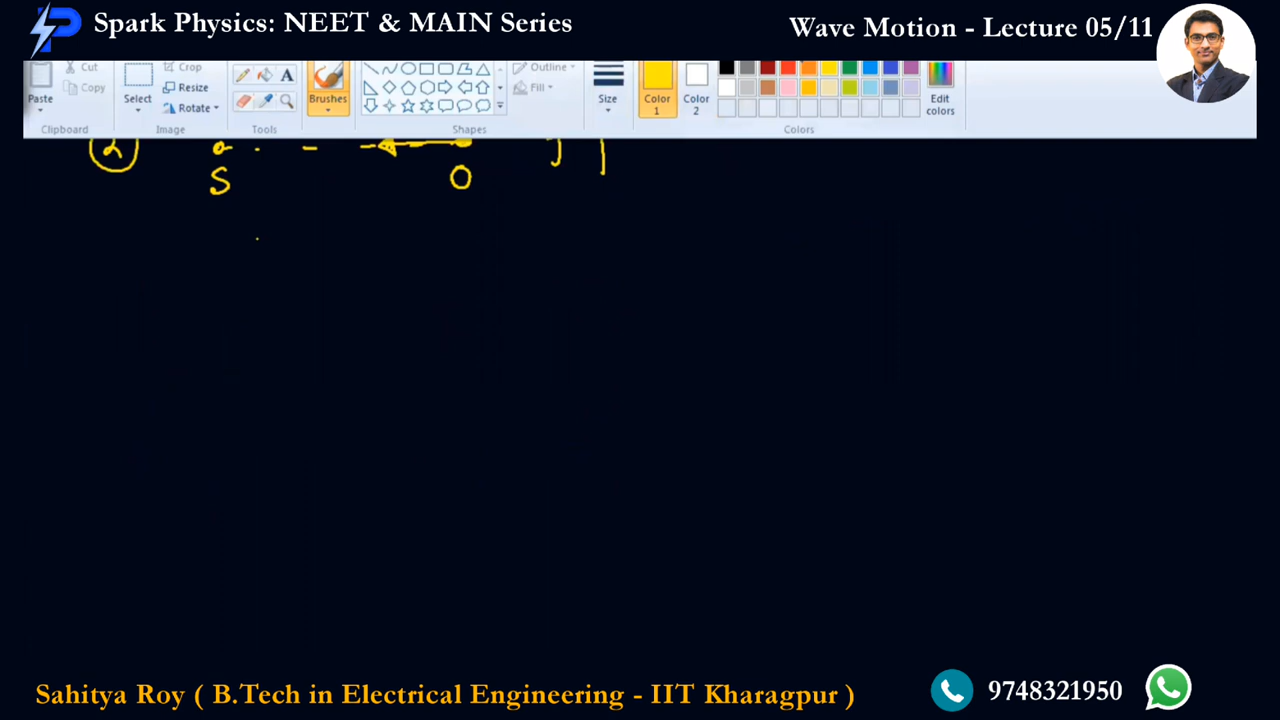 Spark Physics: NEET & MAIN Series
Wave Motion - Lecture 05/11
Paste
Cut
Copy
Clipboard
Select
Crop
Resize
Rotate
Image
A
Tools
Brushes
Outline
Fill
Shapes
Size
Color 1
Color 2
Edit colors
Colors
2
S
O
Sahitya Roy ( B.Tech in Electrical Engineering - IIT Kharagpur )
9748321950